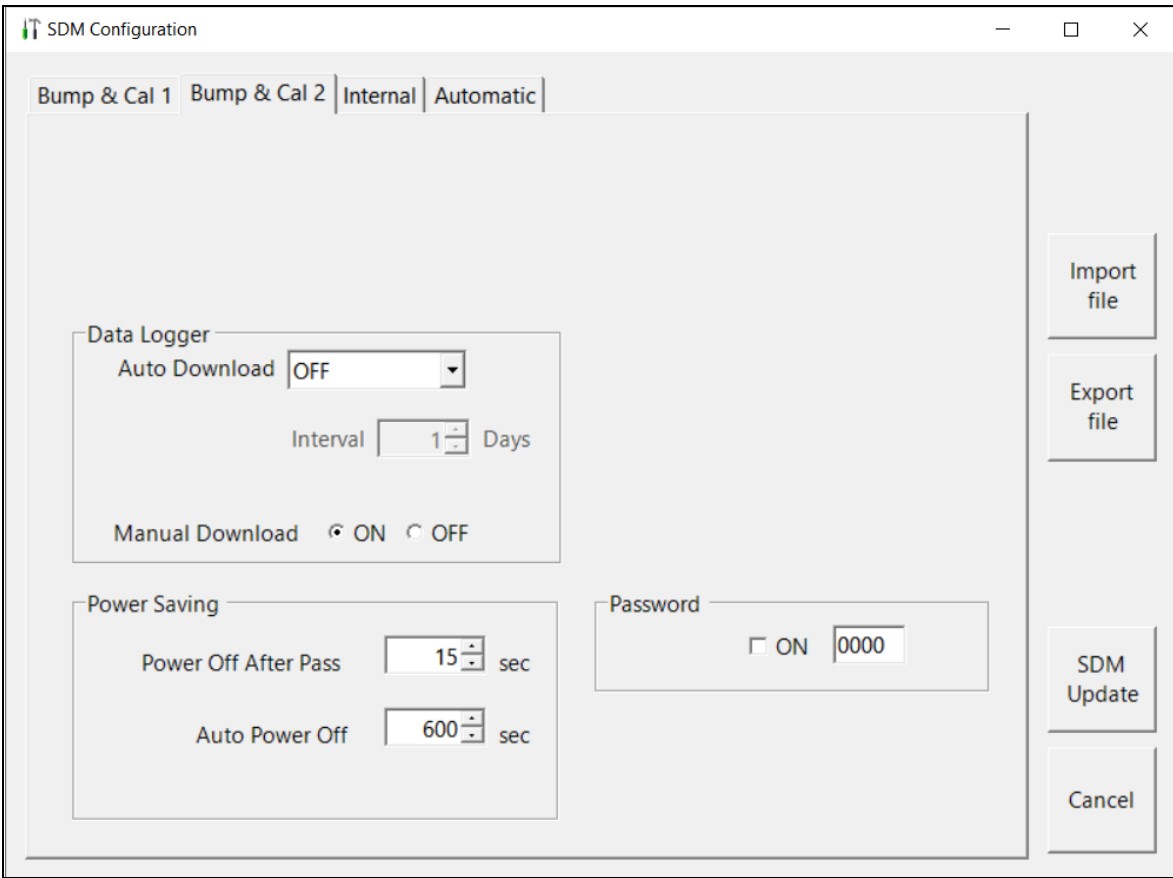 SDM Configuration
Bump & Cal 1 Bump & Cal 2 Internal Automatic
Import
file
Export
file
Data Logger
Auto Download OFF
Interval 1 Days
Manual Download ON OFF
Power Saving
Power Off After Pass 15 sec
Auto Power Off 600 sec
Password
ON 0000
SDM
Update
Cancel